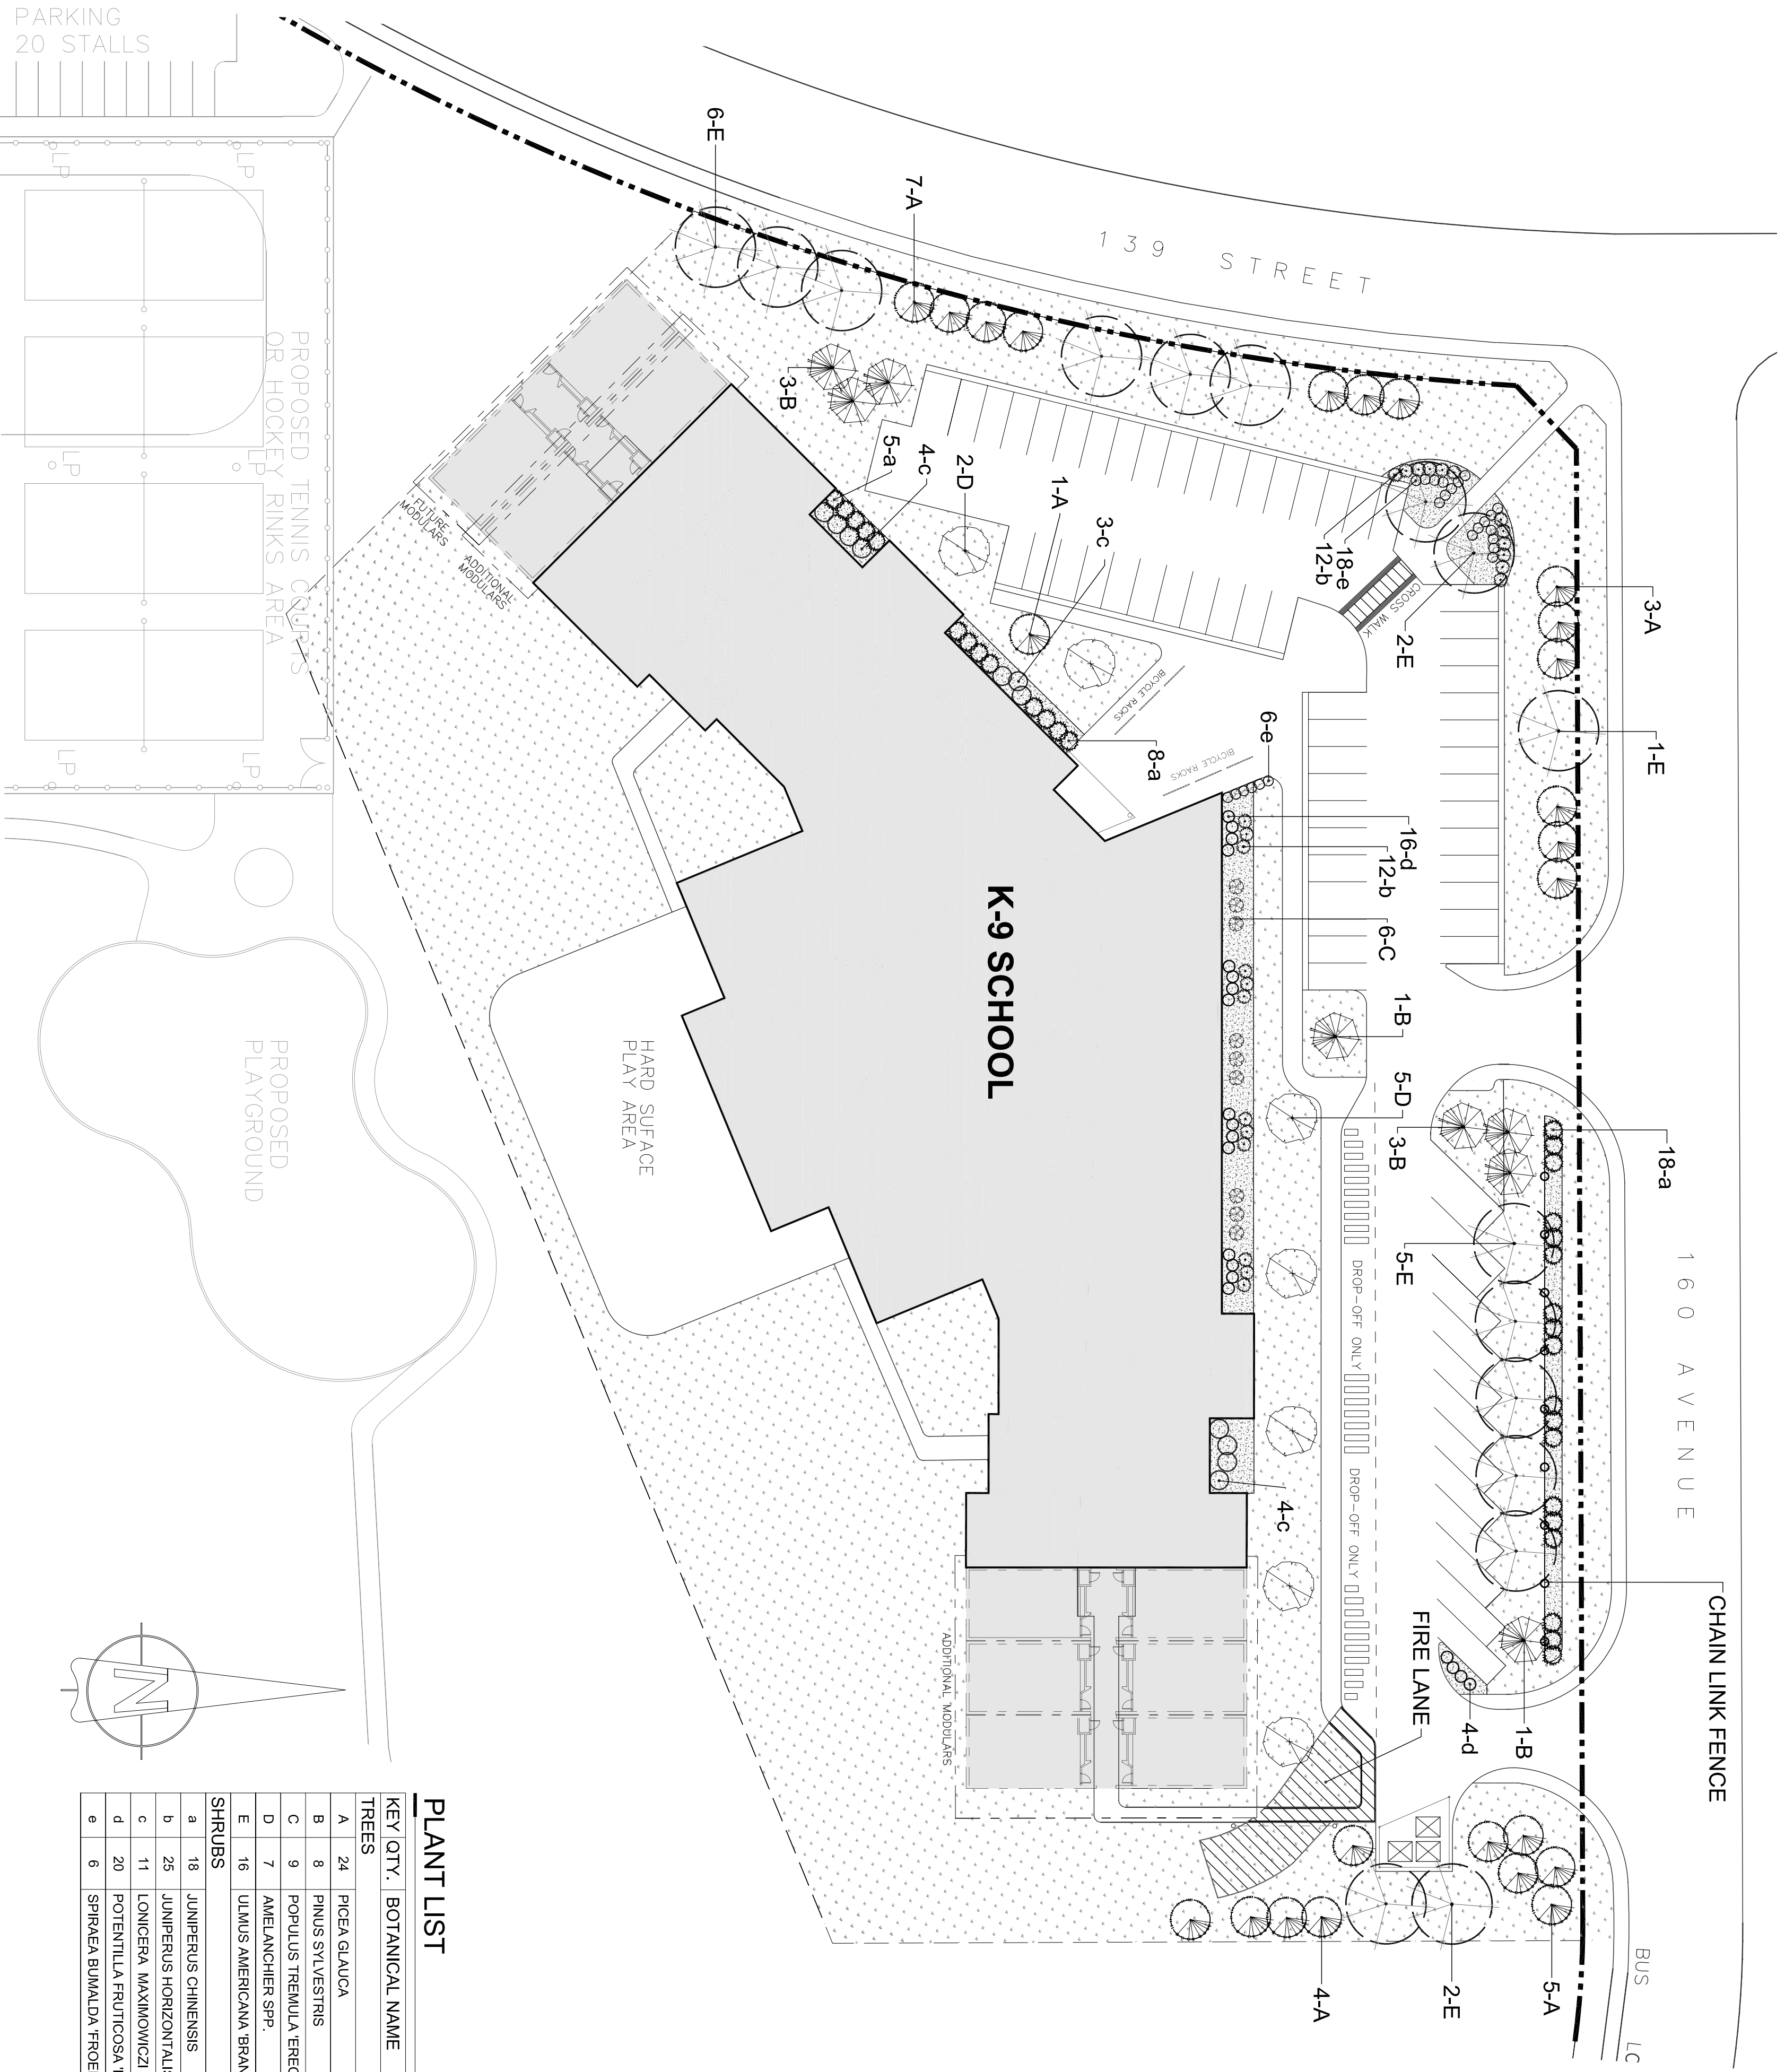 PARKING
20 STALLS
LP
LP
LP
LP
LP
LP
PROPOSED TENNIS COURTS
OR HOCKEY RINKS AREA
139 STREET
160 AVENUE
6-E
7-A
3-B
5-a
4-c
2-D
1-A
3-c
8-a
18-e
12-b
CROSS
WALK
2-E
3-A
1-E
BICYCLE RACKS
BICYCLE RACKS
6-e
16-d
12-b
6-C
1-B
5-D
3-B
5-E
18-a
CHAIN LINK FENCE
DROP-OFF ONLY
DROP-OFF ONLY
4-c
FIRE LANE
4-d
1-B
5-A
2-E
4-A
BUS
FUTURE
MODULARS
ADDITIONAL
MODULARS
ADDITIONAL MODULARS
K-9 SCHOOL
HARD SUFACE
PLAY AREA
PROPOSED
PLAYGROUND
N
PLANT LIST
KEY QTY. BOTANICAL NAME
TREES
A 24 PICEA GLAUCA
B 8 PINUS SYLVESTRIS
C 9 POPULUS TREMULA 'EREC
D 7 AMELANCHIER SPP.
E 16 ULMUS AMERICANA 'BRAN
SHRUBS
a 18 JUNIPERUS CHINENSIS
b 25 JUNIPERUS HORIZONTALIS
c 11 LONICERA MAXIMOWICZI
d 20 POTENTILLA FRUTICOSA
e 6 SPIRAEA BUMALDA 'FROE